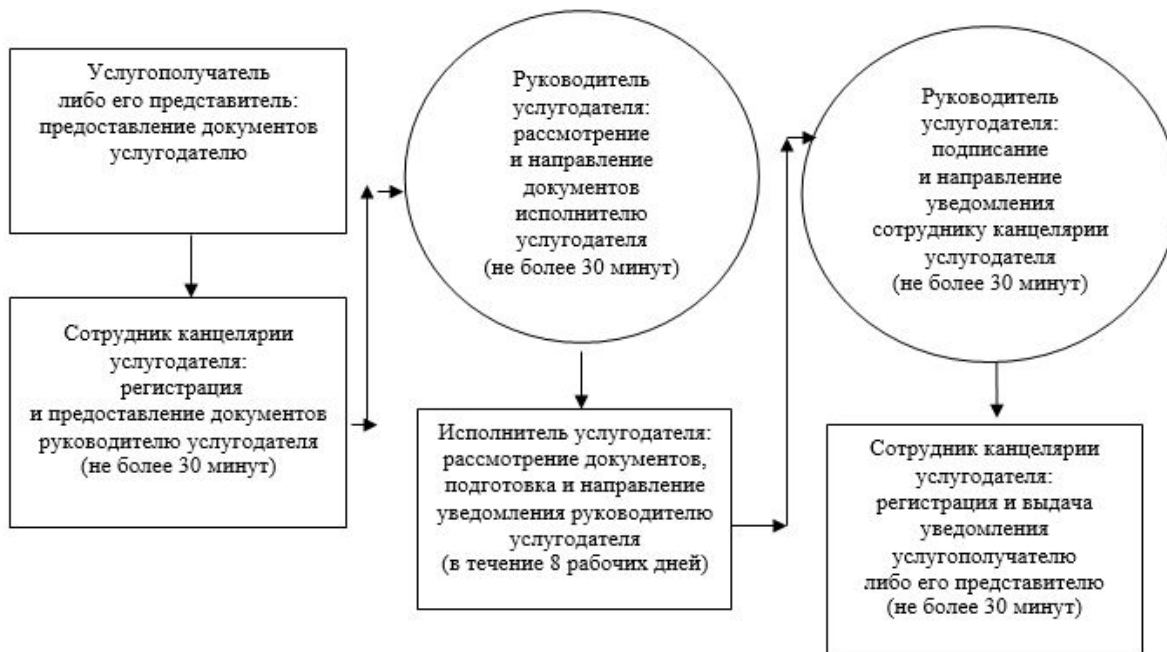 Услугополучатель
либо его представитель:
предоставление документов
услугодателю
Сотрудник канцелярии
услугодателя:
регистрация
и предоставление документов
руководителю услугодателя
(не более 30 минут)
Руководитель
услугодателя:
рассмотрение
и направление
документов
исполнителю
услугодателя
(не более 30 минут)
Исполнитель услугодателя:
рассмотрение документов,
подготовка и направление
уведомления руководителю
услугодателя
(в течение 8 рабочих дней)
Руководитель
услугодателя:
подписание
и направление
уведомления
сотруднику канцелярии
услугодателя
(не более 30 минут)
Сотрудник канцелярии
услугодателя:
регистрация и выдача
уведомления
услугополучателю
либо его представителю
(не более 30 минут)